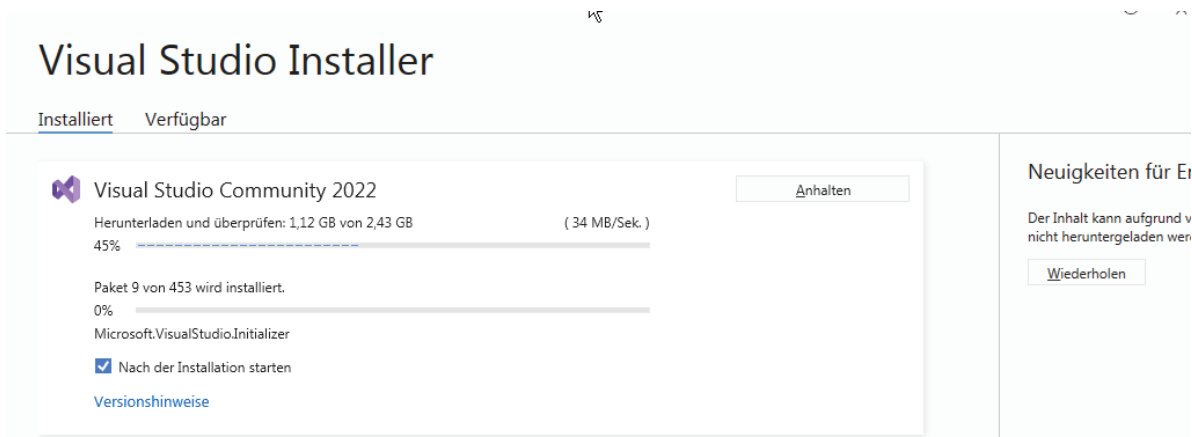 Visual Studio Installer
Installiert Verfügbar
Visual Studio Community 2022
Anhalten
Herunterladen und überprüfen: 1,12 GB von 2,43 GB ( 34 MB/Sek. )
45%
Paket 9 von 453 wird installiert.
0%
Microsoft.VisualStudio.Initializer
Nach der Installation starten
Versionshinweise
Neuigkeiten für
Der Inhalt kann aufgrund
nicht heruntergeladen
Wiederholen